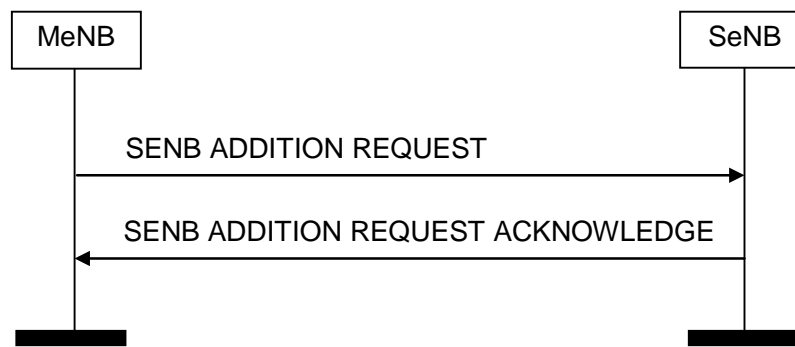 MeNB
SeNB
SENB ADDITION REQUEST
SENB ADDITION REQUEST ACKNOWLEDGE